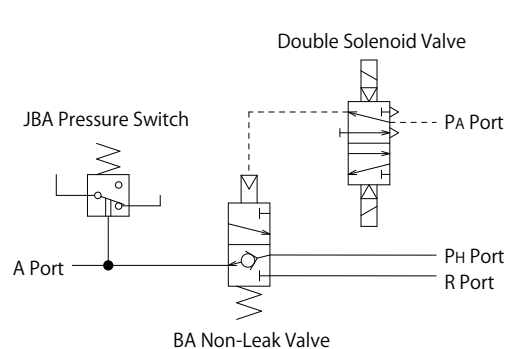 Double Solenoid Valve
JBA Pressure Switch
PA Port
A Port
PH Port
R Port
BA Non-Leak Valve